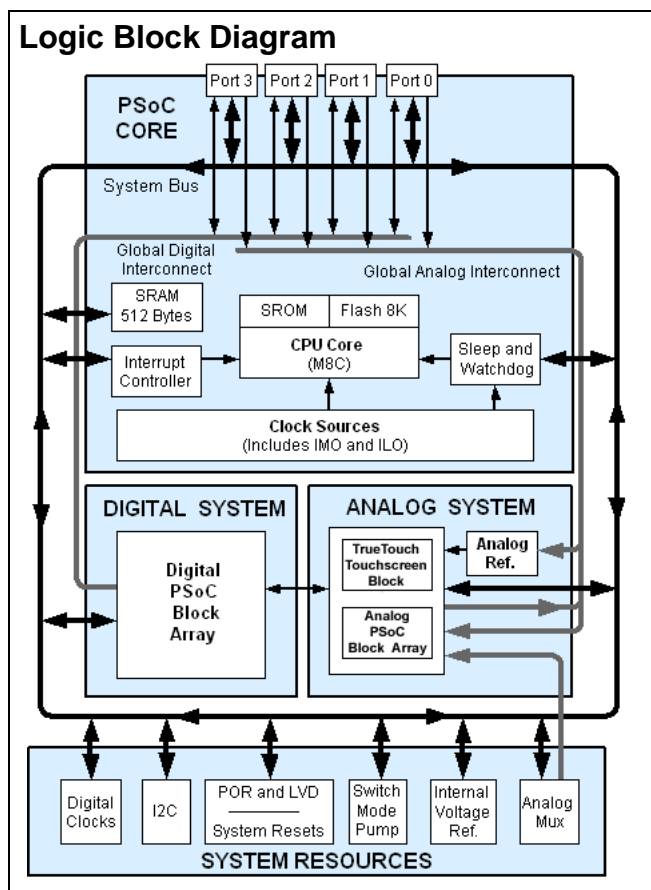 Logic Block Diagram
Port 3
Port 2
Port 1
Port 0
PSoC
CORE
System Bus
Global Digital
Interconnect
Global Analog Interconnect
SRAM
512 Bytes
SROM
Flash 8K
CPU Core
(M8C)
Interrupt
Controller
Sleep and
Watchdog
Clock Sources
(Includes IMO and ILO)
DIGITAL SYSTEM
Digital
PSoC
Block
Array
ANALOG SYSTEM
TrueTouch
Touchscreen
Block
Analog
Ref.
Analog
PSoC
Block Array
Digital
Clocks
I2C
POR and LVD
System Resets
Switch
Mode
Pump
Internal
Voltage
Ref.
Analog
Mux
SYSTEM RESOURCES